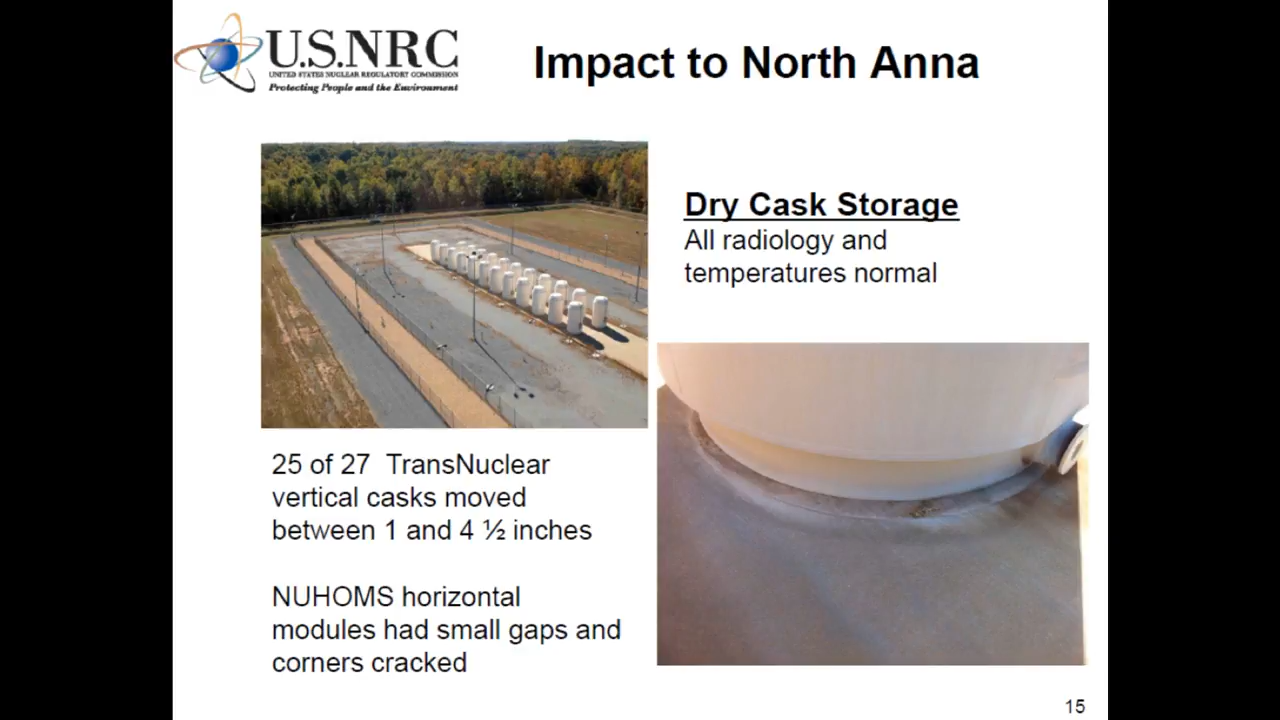 U.S.NRC
UNITED STATES NUCLEAR REGULATORY COMMISSION
Protecting People and the Environment
Impact to North Anna
Dry Cask Storage
All radiology and
temperatures normal
25 of 27 TransNuclear
vertical casks moved
between 1 and 4 ½ inches
NUHOMS horizontal
modules had small gaps and
corners cracked
15